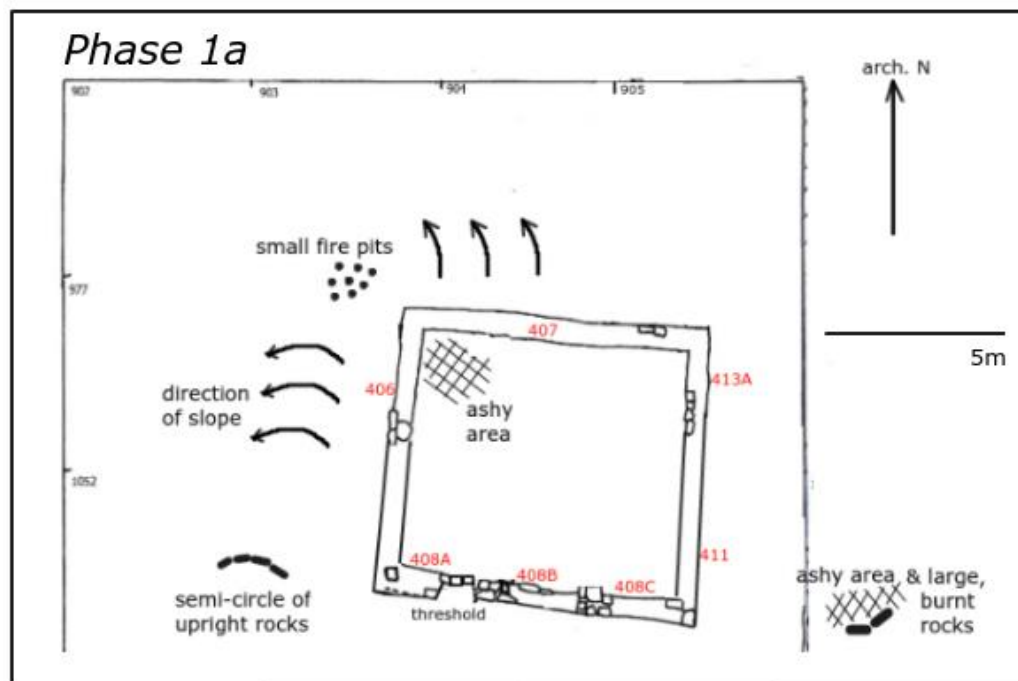 Phase 1a
arch. N
902
903
904
905
small fire pits
977
407
5m
413A
406
direction
of slope
ashy
area
1052
408A
408B
408C
411
threshold
semi-circle of
upright rocks
ashy area, & large,
burnt
rocks